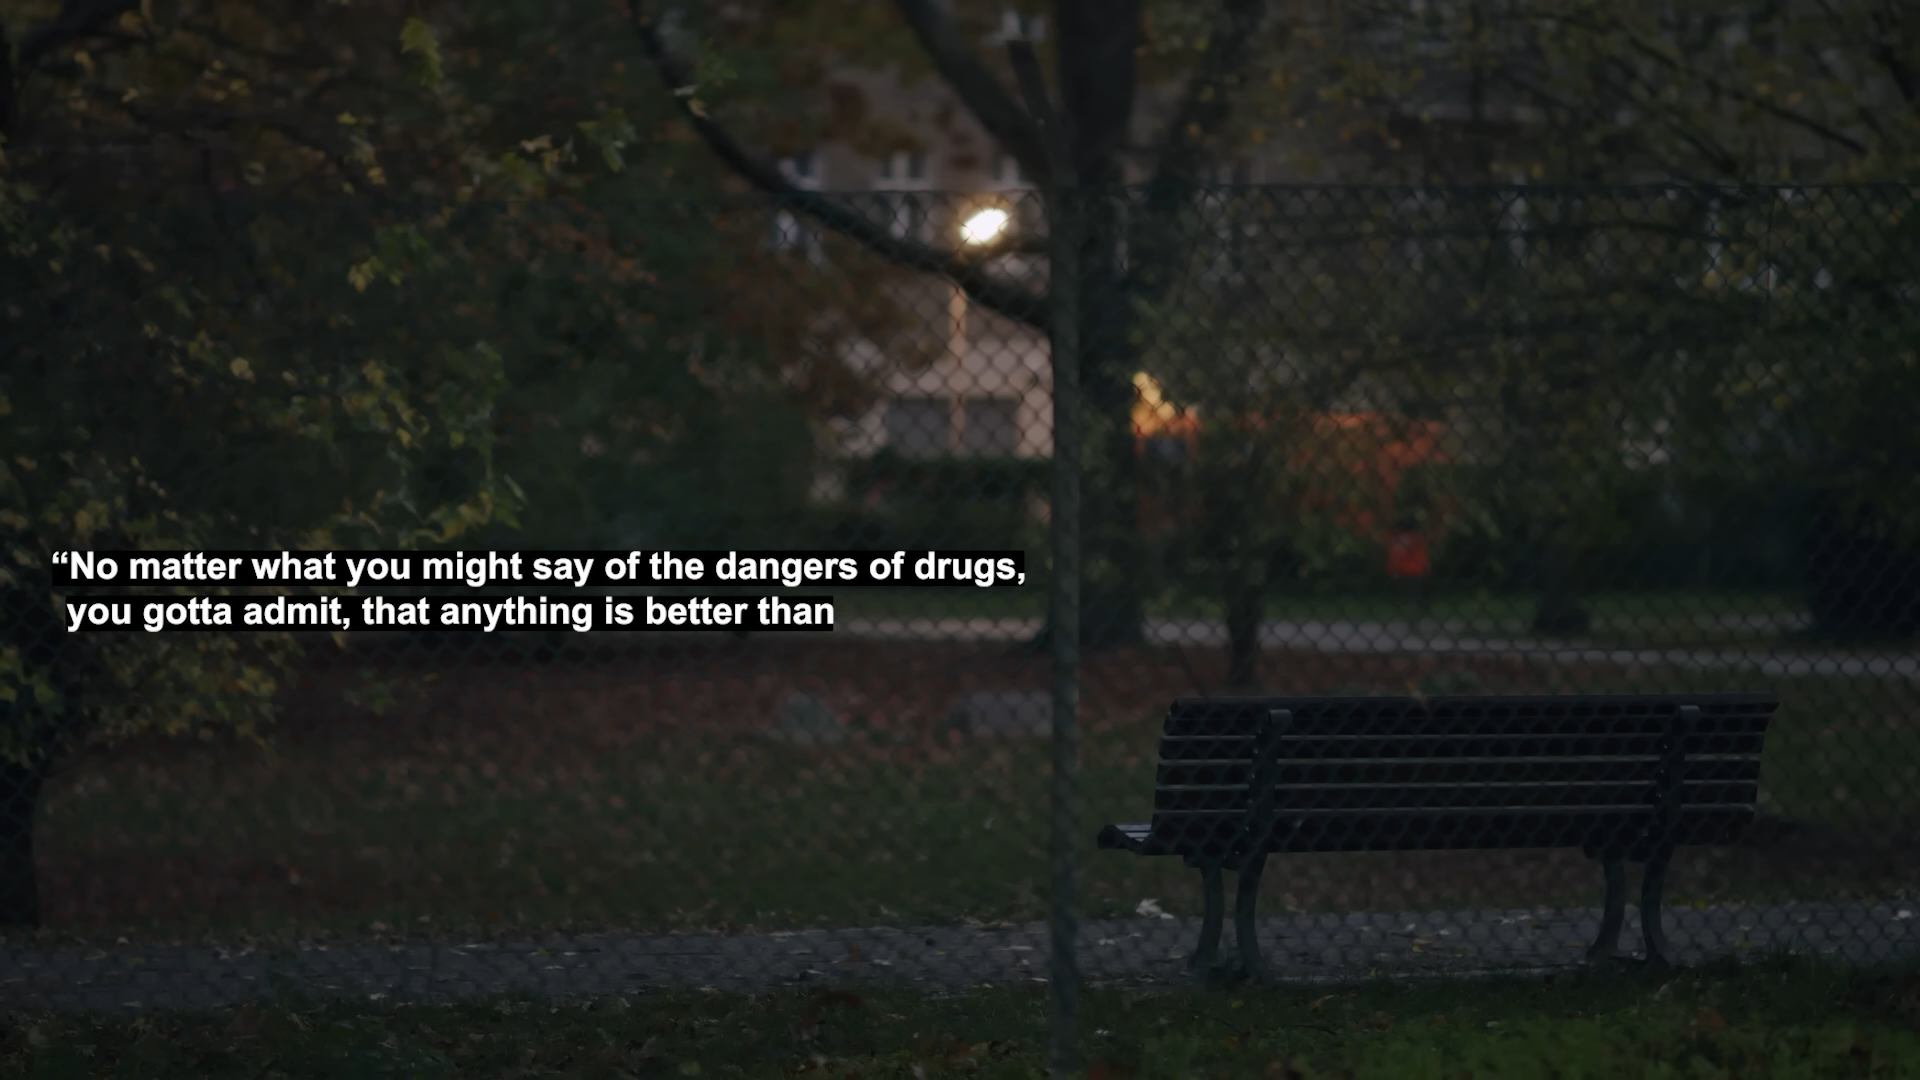 “No matter what you might say of the dangers of drugs,
you gotta admit, that anything is better than